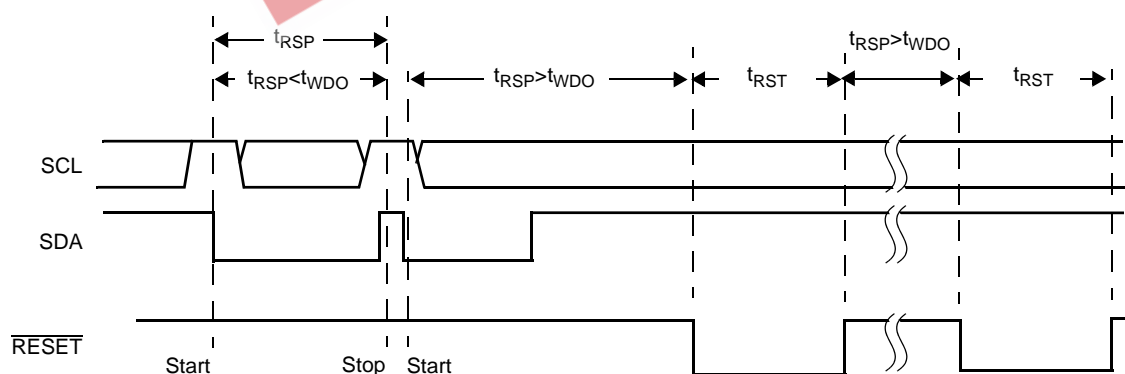 tRSP
tRSP<tWDO
tRSP>tWDO
tRST
tRSP>tWDO
tRST
SCL
SDA
RESET
Start
Stop
Start